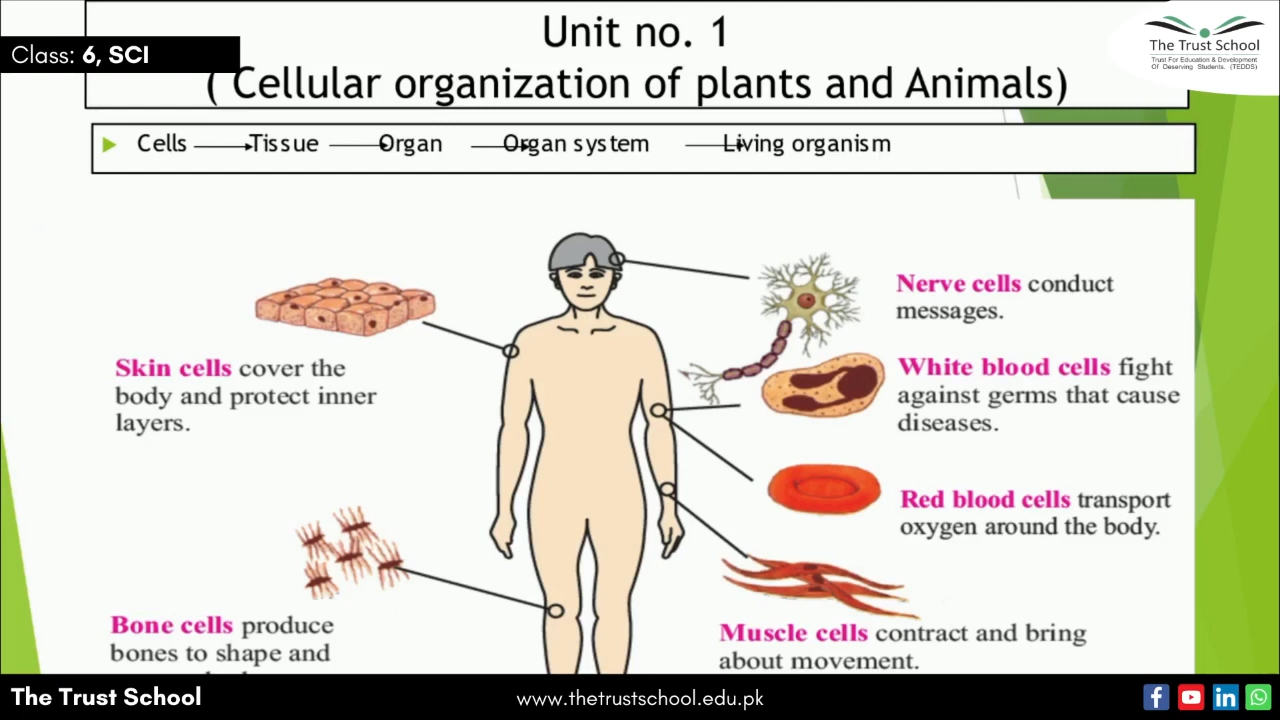 Unit no. 1
Class: 6, SCI
( Cellular organization of plants and Animals)
The Trust School
Trust For Education & Development
Of Deserving Students. (TEDDS)
Cells Tissue Organ Organ system Living organism
Nerve cells conduct
messages.
Skin cells cover the
body and protect inner
layers.
White blood cells fight
against germs that cause
diseases.
Red blood cells transport
oxygen around the body.
Bone cells produce
bones to shape and
Muscle cells contract and bring
about movement.
The Trust School
www.thetrustschool.edu.pk